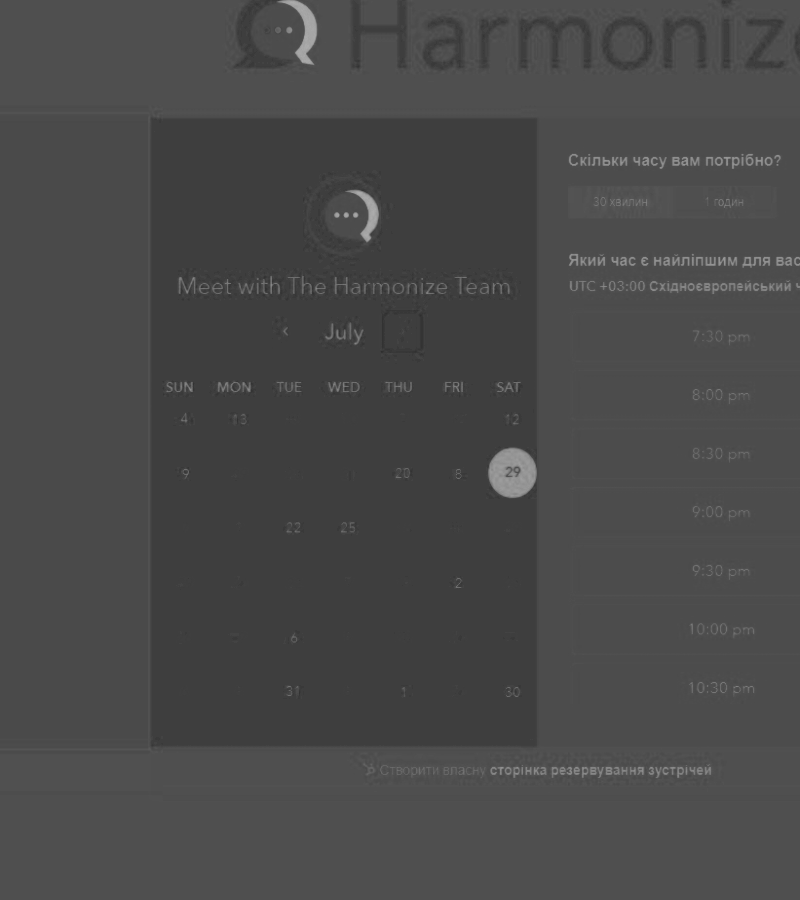 Harmonize
Meet with The Harmonize Team
July
SUN MON TUE WED THU FRI SAT
4 13 12
9 20 8 29
22 25
2
6
31 1 30
Скільки часу вам потрібно?
30 хвилин 1 годин
Який час є найліпшим для вас
UTC +03:00 Східноєвропейський ч
7:30 pm
8:00 pm
8:30 pm
9:00 pm
9:30 pm
10:00 pm
10:30 pm
Створити власну сторінка резервування зустрічей